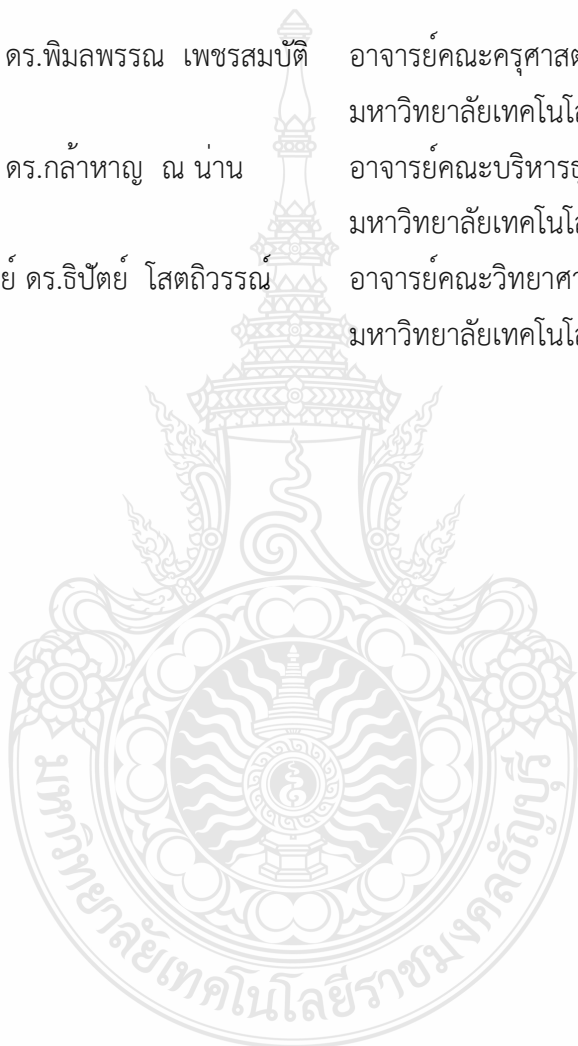 ดร.พิมลพรรณ เพชรสมบัติ อาจารย์คณะครุศาสต
มหาวิทยาลัยเทคโนโล
ดร.กล้าหาญ ณ น่าน อาจารย์คณะบริหารธุ
มหาวิทยาลัยเทคโนโล
ย์ ดร.ธิปัตย์ โสตถิวรรณ์ อาจารย์คณะวิทยาศา
มหาวิทยาลัยเทคโนโล
มหาวิทยาลัยเทคโนโลยีราชมงคลธัญบุรี